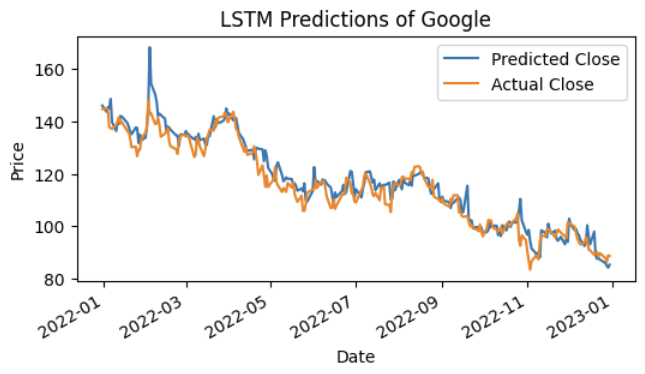 LSTM Predictions of Google
Predicted Close
Actual Close
Price
160
140
120
100
80
2022-01
2022-03
2022-05
2022-07
2022-09
2022-11
2023-01
Date